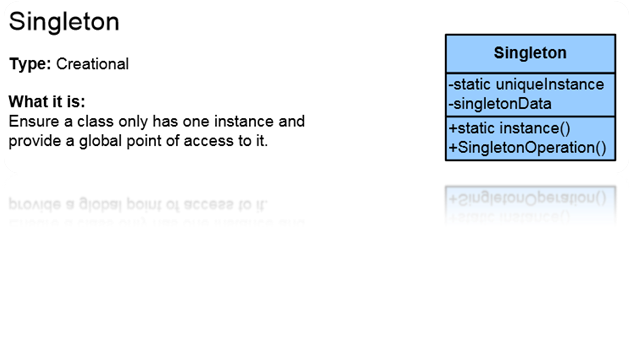 Singleton
Type: Creational
What it is:
Ensure a class only has one instance and
provide a global point of access to it.
Singleton
-static uniqueInstance
-singletonData
+static instance()
+SingletonOperation()